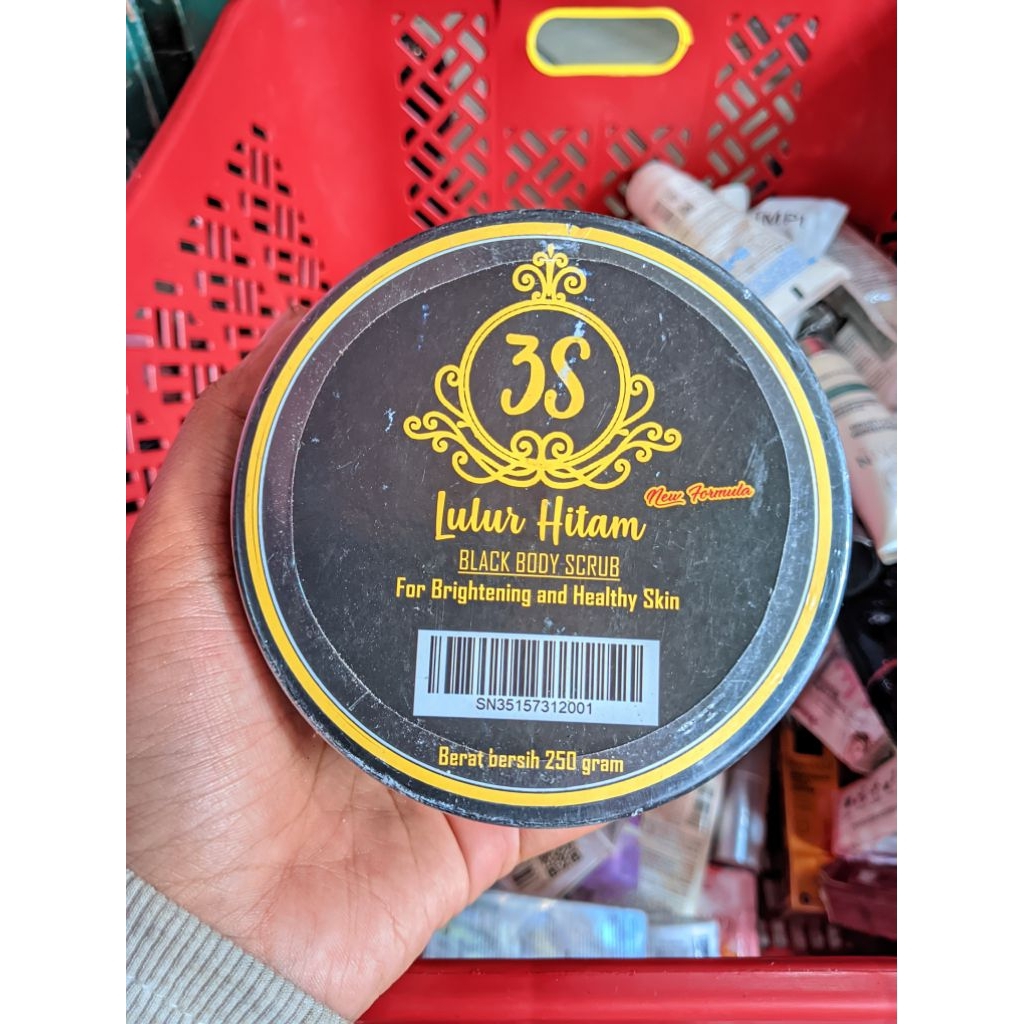 3S
New Formula
Lulur Hitam
BLACK BODY SCRUB
For Brightening and Healthy Skin
SN35157312001
Berat bersih 250 gram